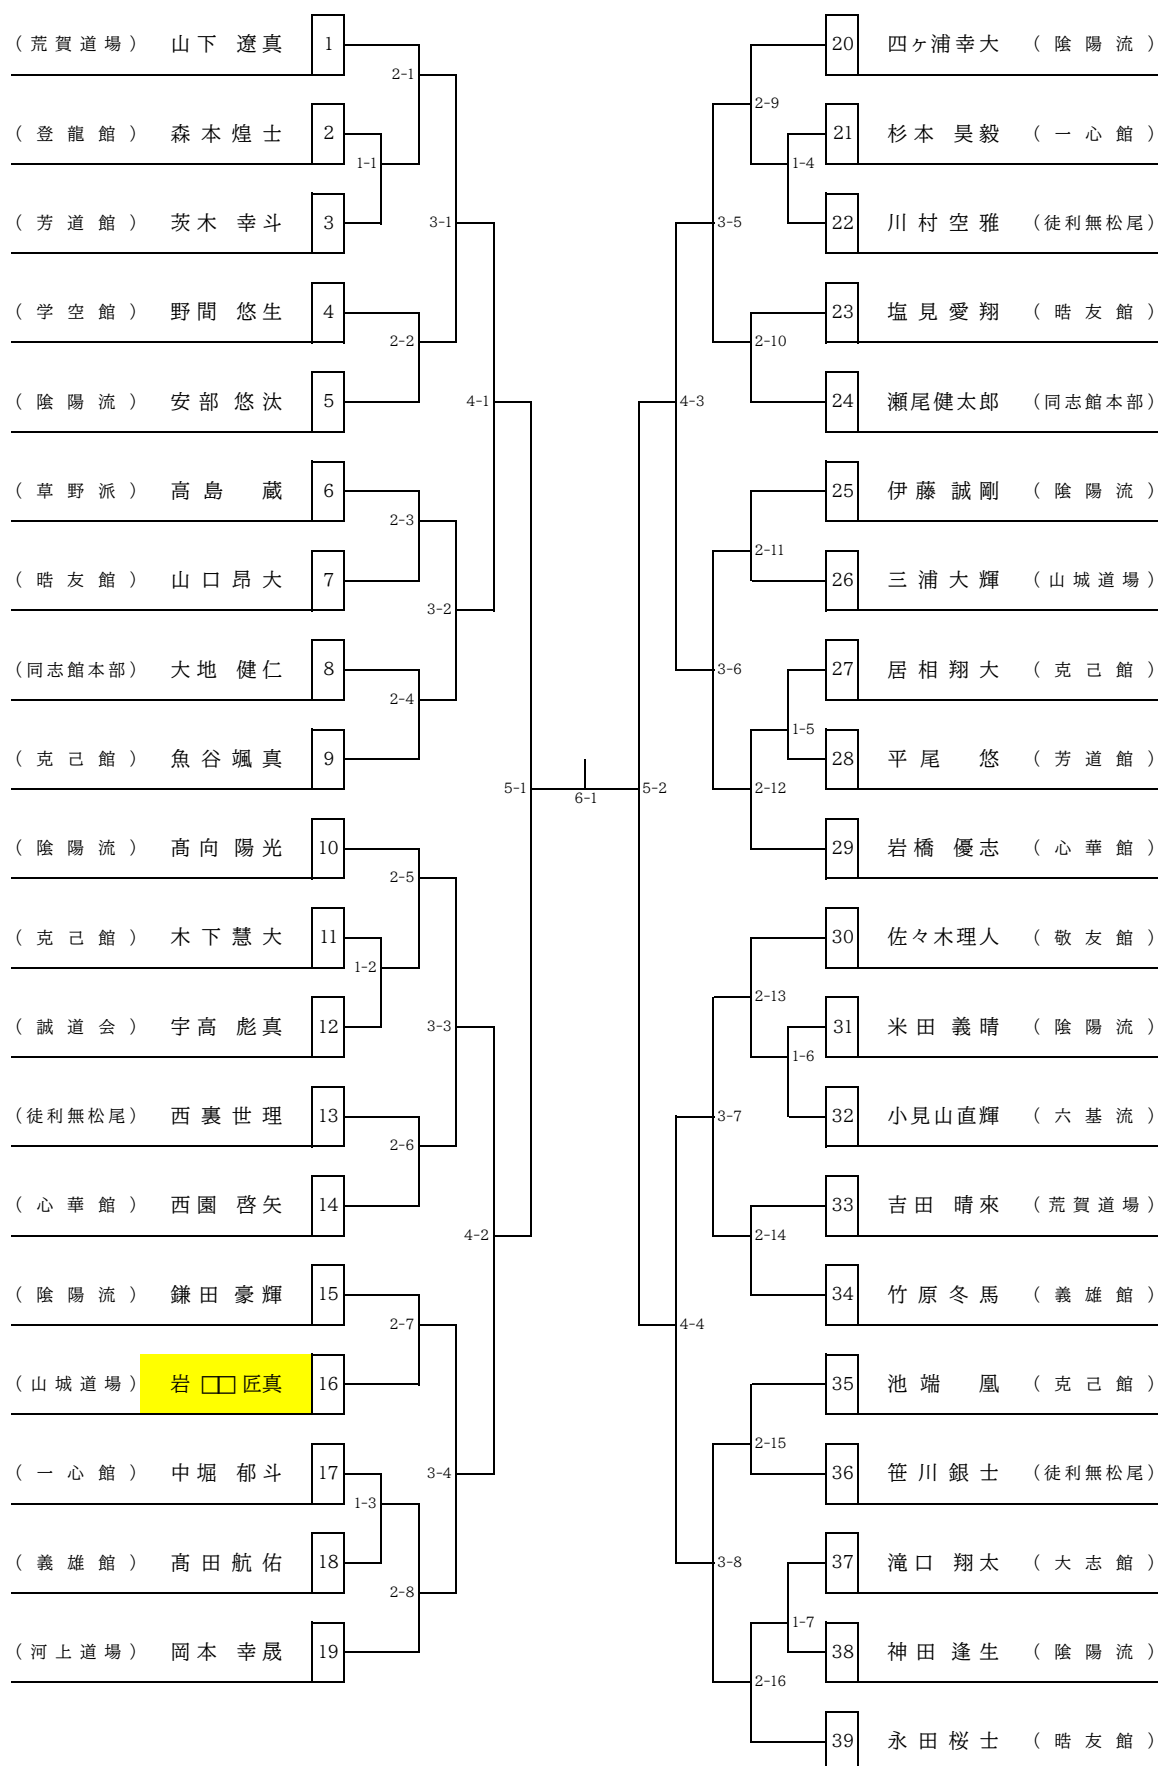 （荒賀道場） 山下 遼真 1
（登龍館） 森本煌士 2
（芳道館） 茨木 幸斗 3
（学空館） 野間 悠生 4
（陰陽流） 安部 悠汰 5
（草野派） 高島 蔵 6
（晧友館） 山口昂大 7
（同志館本部） 大地 健仁 8
（克己館） 魚谷颯真 9
（陰陽流） 髙向 陽光 10
（克己館） 木下慧大 11
（誠道会） 宇高 彪真 12
（徒利無松尾） 西裏世理 13
（心華館） 西園 啓矢 14
（陰陽流） 鎌田豪輝 15
（山城道場） 岩 □□ 匠真 16
（一心館） 中堀 郁斗 17
（義雄館） 髙田航佑 18
（河上道場） 岡本 幸晟 19
1-1
1-2
1-3
2-1
2-2
2-3
2-4
2-5
2-6
2-7
2-8
3-1
3-2
3-3
3-4
4-1
4-2
5-1
6-1
5-2
4-3
4-4
3-5
3-6
3-7
3-8
2-9
2-10
2-11
2-12
2-13
2-14
2-15
2-16
1-4
1-5
1-6
1-7
20 四ヶ浦幸大 （陰陽流）
21 杉本 昊毅 （一心館）
22 川村空雅 （徒利無松尾）
23 塩見愛翔 （晧友館）
24 瀬尾健太郎 （同志館本部）
25 伊藤誠剛 （陰陽流）
26 三浦大輝 （山城道場）
27 居相翔大 （克己館）
28 平尾 悠 （芳道館）
29 岩橋 優志 （心華館）
30 佐々木理人 （敬友館）
31 米田義晴 （陰陽流）
32 小見山直輝 （六基流）
33 吉田 晴來 （荒賀道場）
34 竹原冬馬 （義雄館）
35 池端 凰 （克己館）
36 笹川銀士 （徒利無松尾）
37 滝口 翔太 （大志館）
38 神田逢生 （陰陽流）
39 永田桜士 （晧友館）